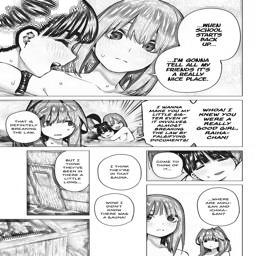 ...WHEN
SCHOOL
STARTS
BACK
UP...
...I'M GONNA
TELL ALL MY
FRIENDS IT'S
A REALLY
NICE PLACE.
WHOA! I
KNEW YOU
WERE A
REALLY
GOOD GIRL,
RAIHA-
CHAN!
I WANNA
MAKE YOU MY
LITTLE SIS-
TER EVEN IF
IT INVOLVES
ALMOST
BREAKING
THE LAW BY
FALSIFYING
DOCUMENTS!
THAT IS
DEFINITELY
BREAKING
THE LAW.
COME TO
THINK OF
IT...
I THINK
THEY'RE
IN THAT
SAUNA.
BUT I
THINK
THEY'VE
BEEN IN
THERE A
LITTLE
LONG...
WOW! I
DIDN'T
KNOW
THERE WAS
A SAUNA!
WHERE ARE